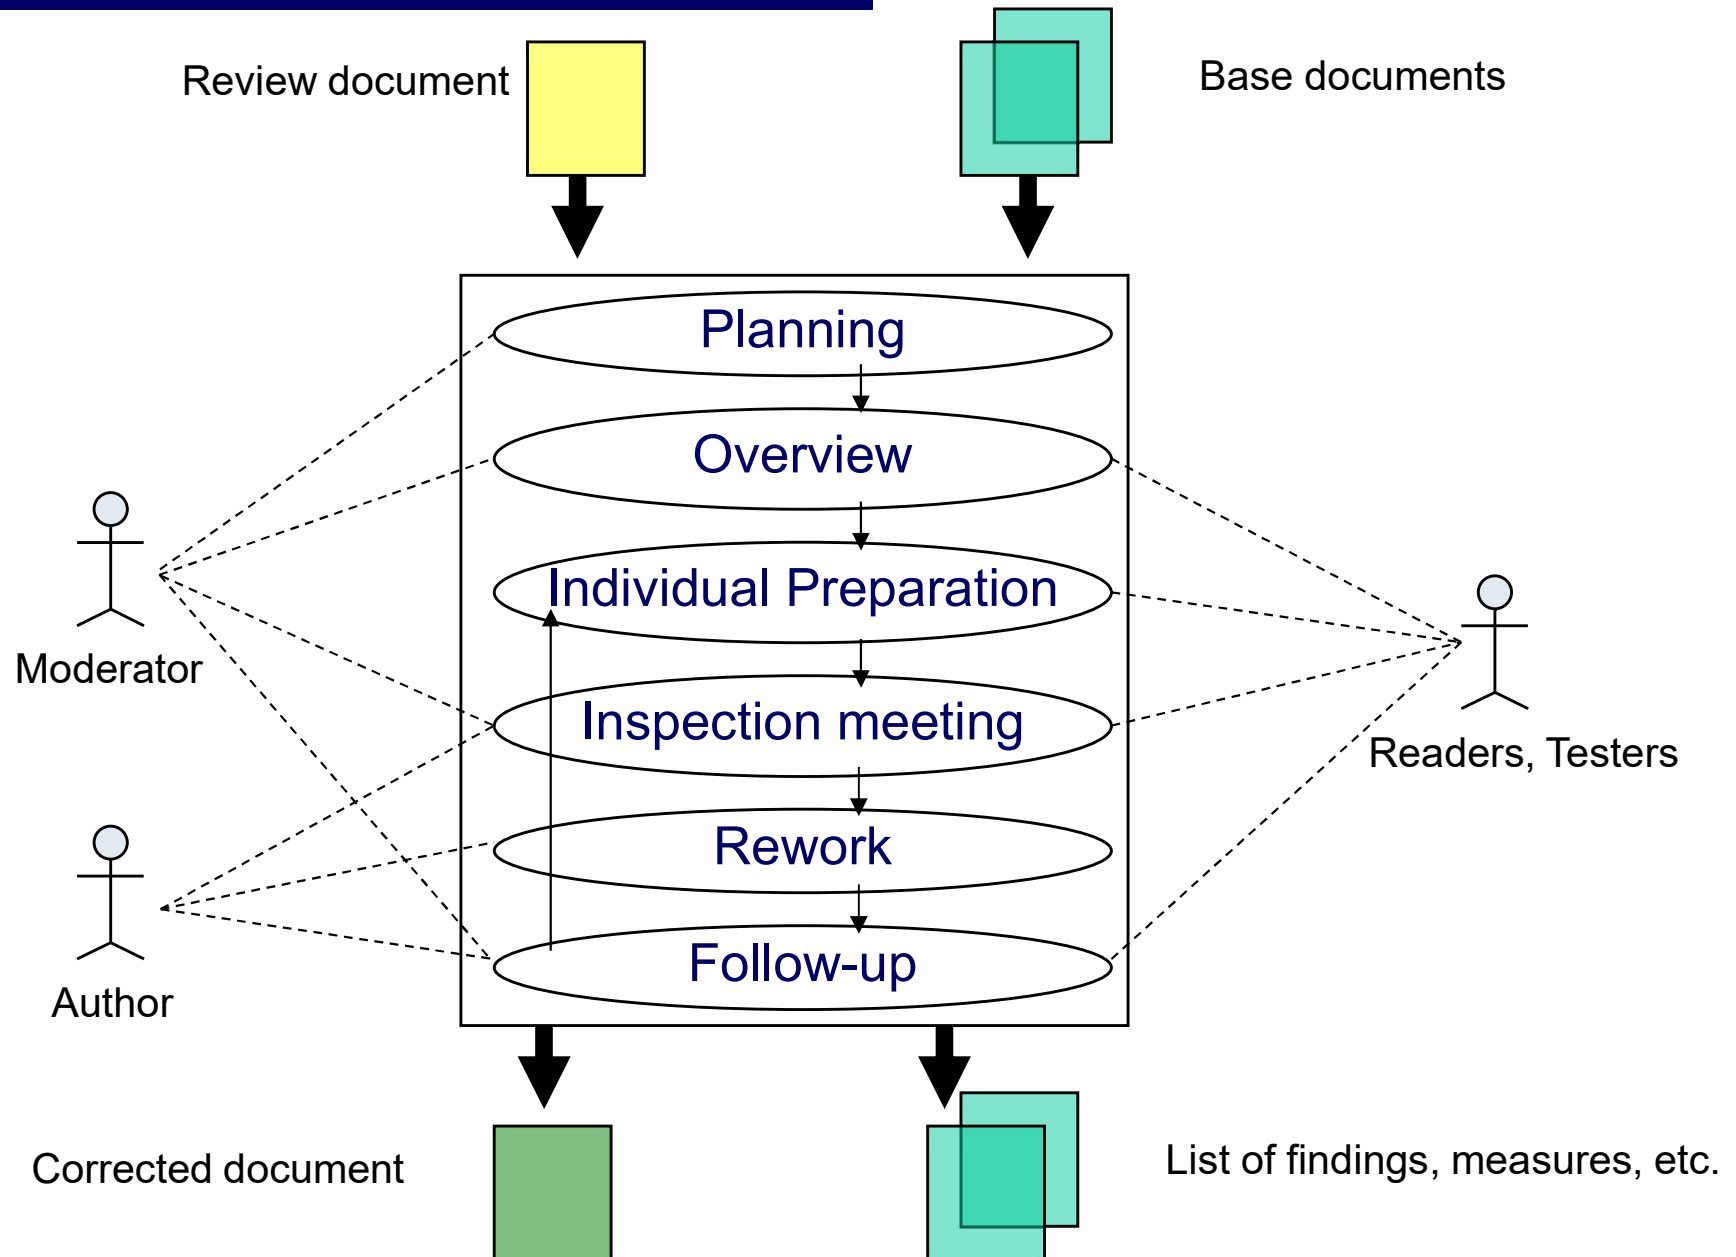 Review document
Base documents
Planning
Overview
Individual Preparation
Moderator
Inspection meeting
Readers, Testers
Rework
Follow-up
Author
Corrected document
List of findings, measures, etc.